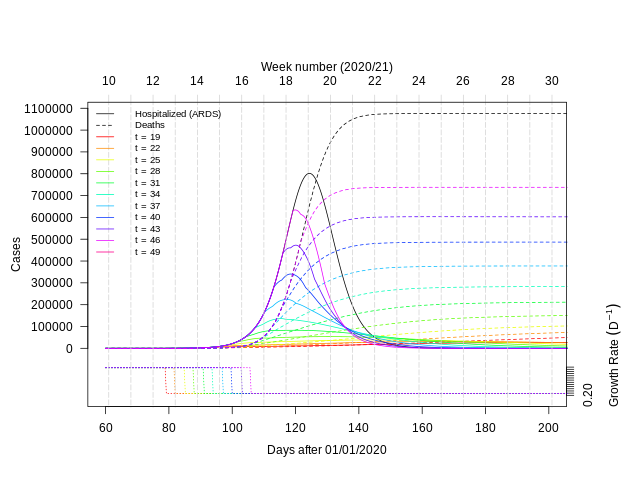 Week number (2020/21)
10 12 14 16 18 20 22 24 26 28 30
1100000
1000000
900000
800000
700000
600000
500000
400000
300000
200000
100000
0
Cases
Hospitalized (ARDS)
Deaths
t = 19
t = 22
t = 25
t = 28
t = 31
t = 34
t = 37
t = 40
t = 43
t = 46
t = 49
0.20
Growth Rate (D⁻¹)
60 80 100 120 140 160 180 200
Days after 01/01/2020